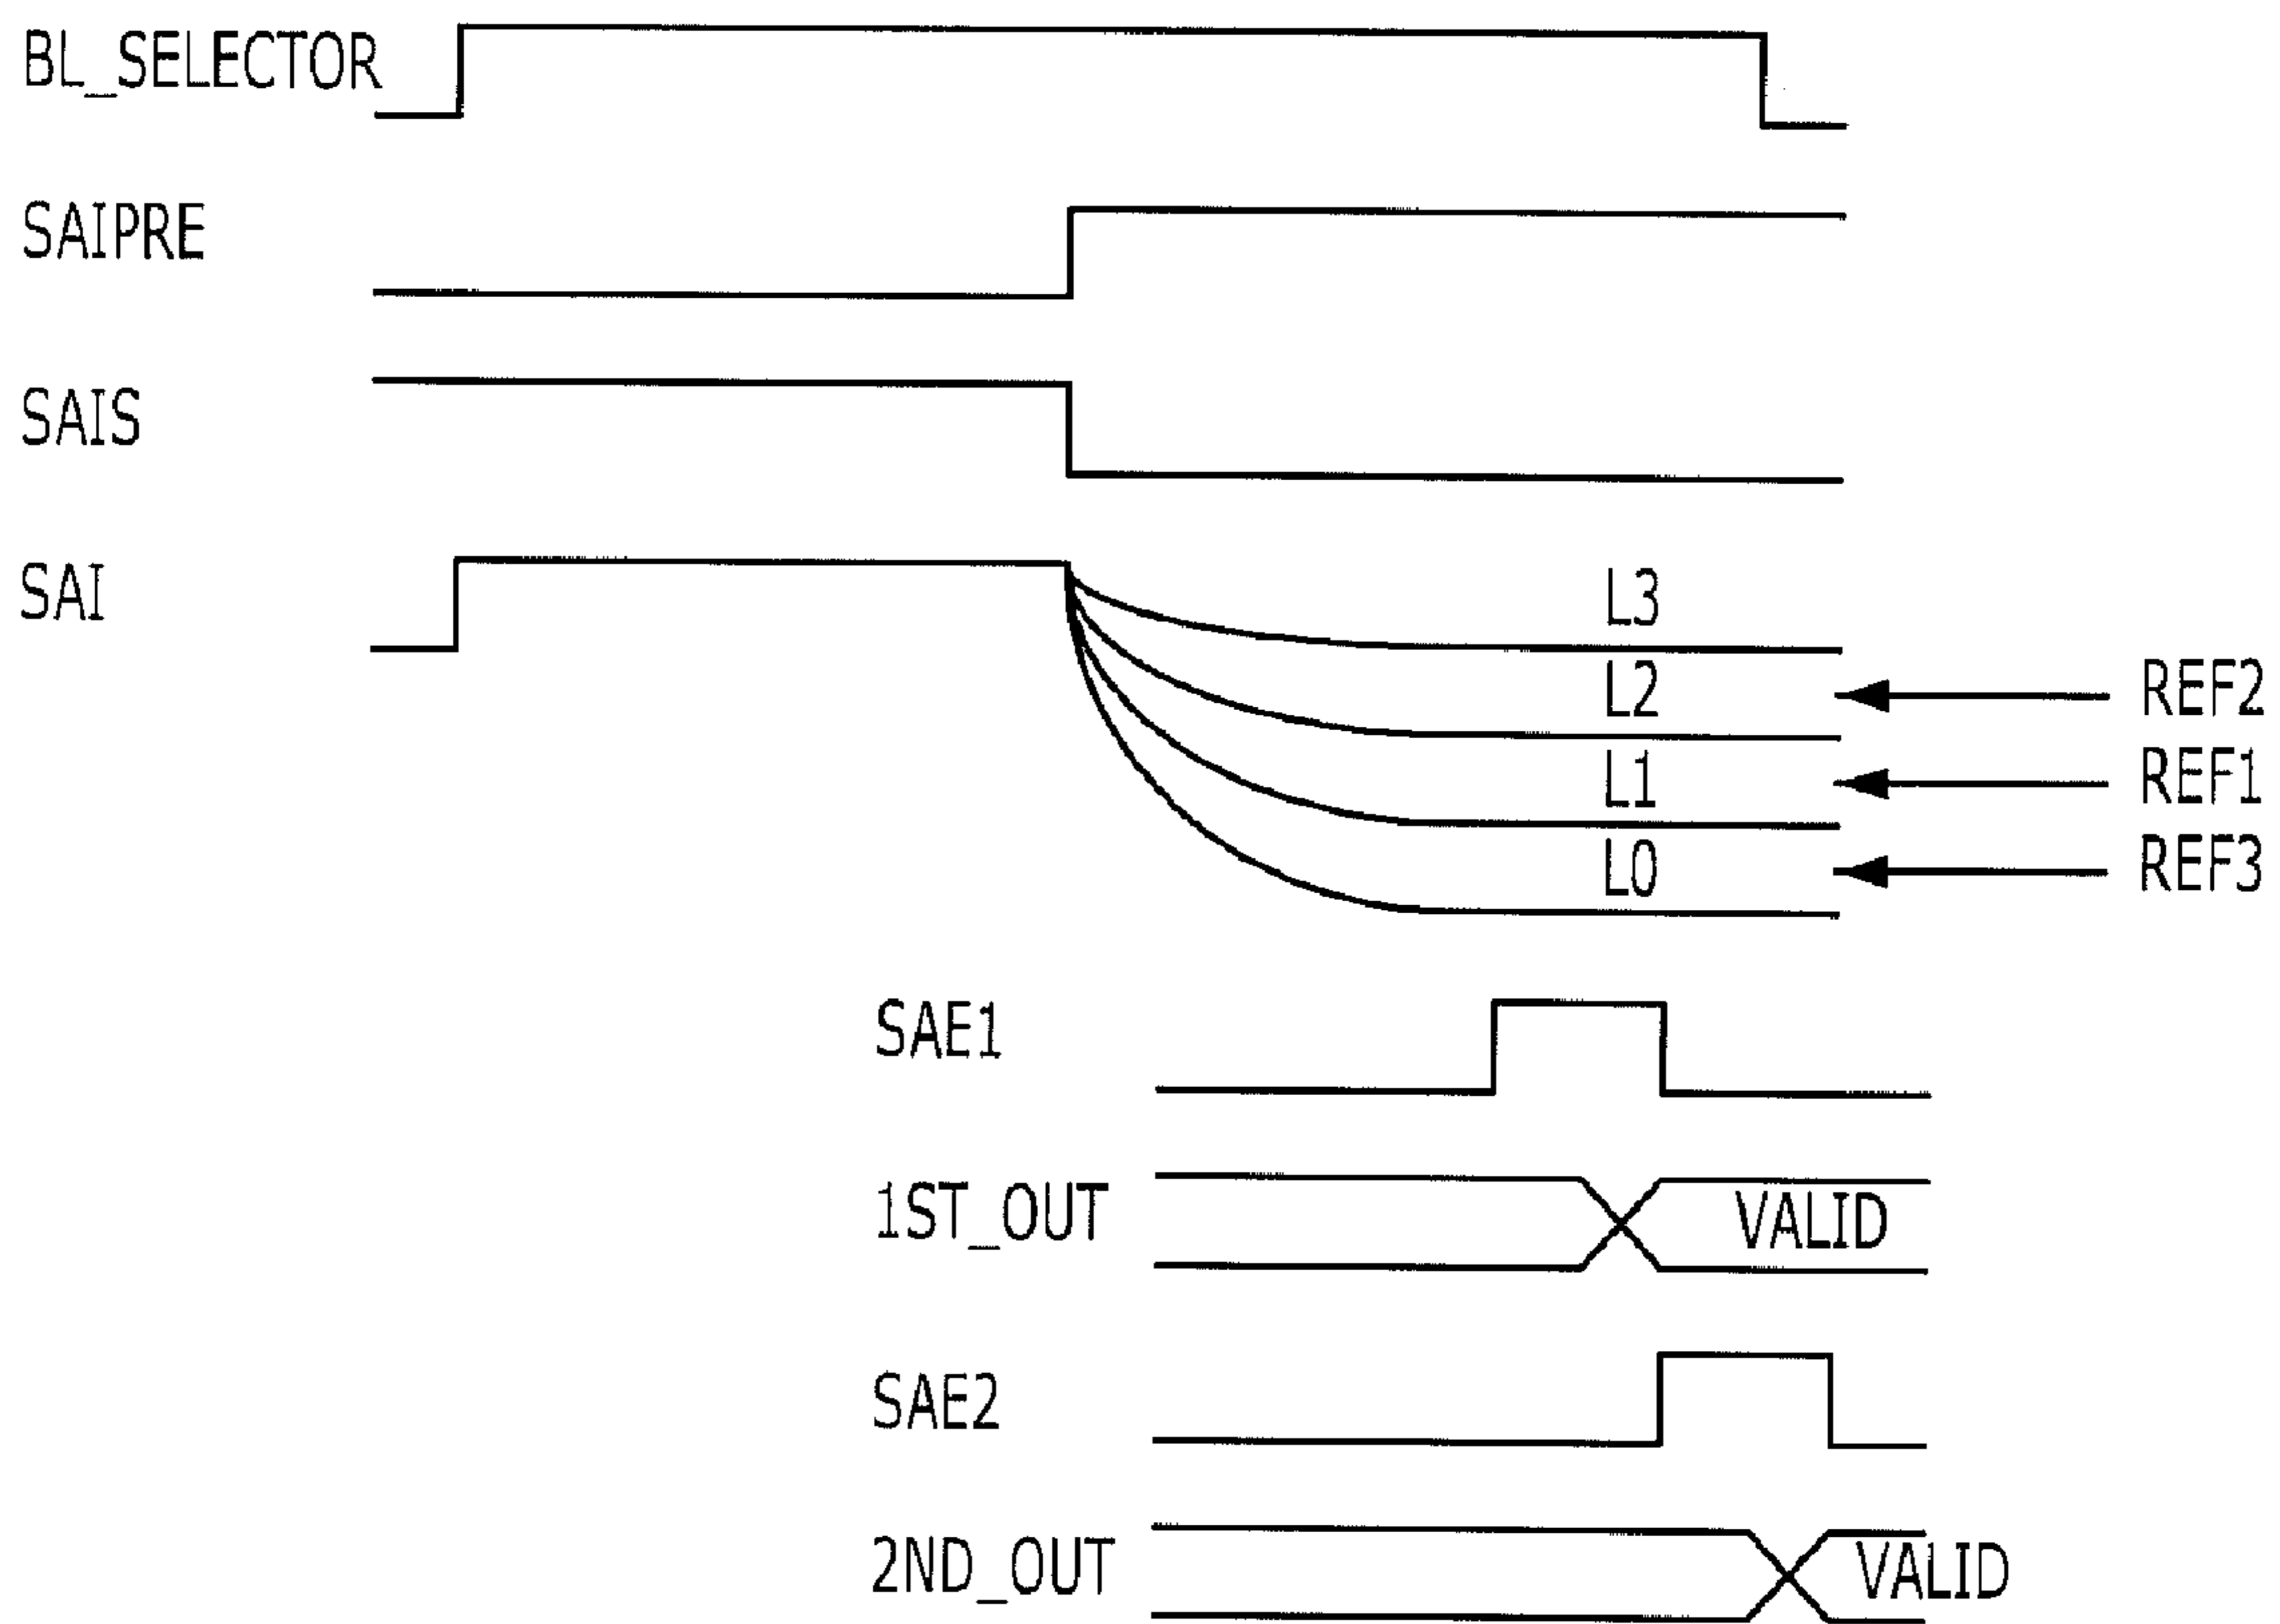 BL_SELECTOR
SAIPRE
SAIS
SAI
L3
L2
REF2
L1
REF1
L0
REF3
SAE1
1ST_OUT
VALID
SAE2
2ND_OUT
VALID